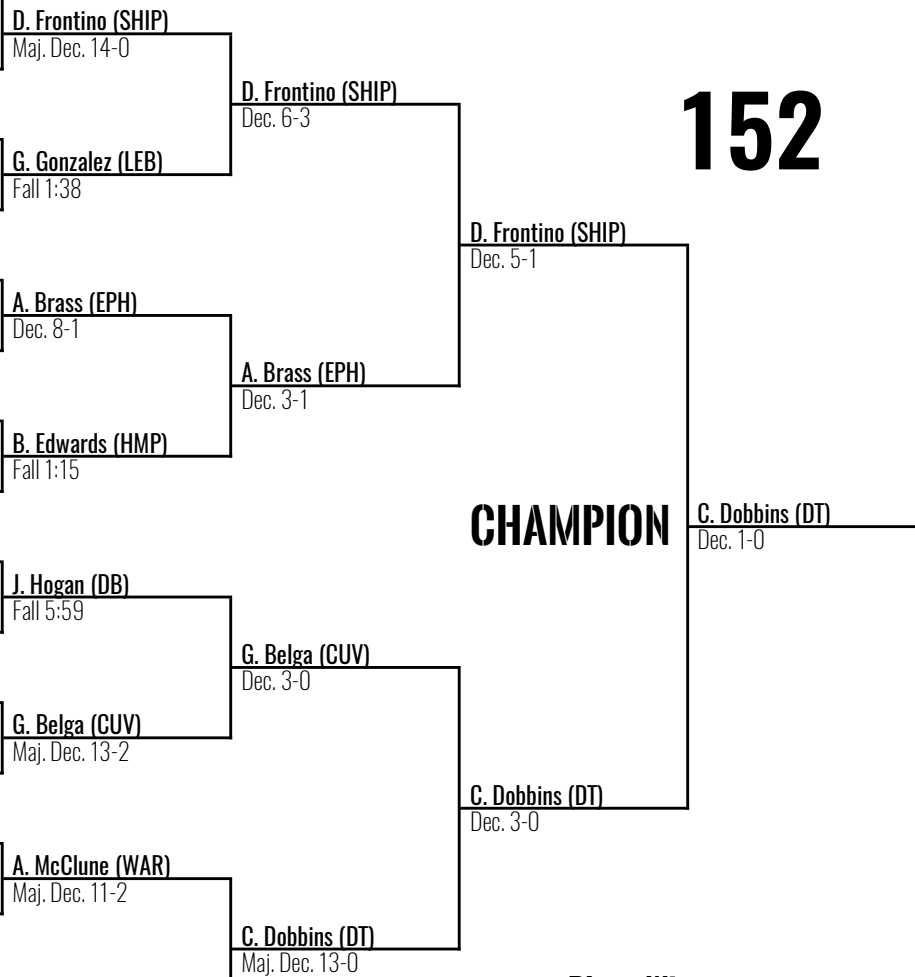 D. Frontino (SHIP)
Maj. Dec. 14-0
D. Frontino (SHIP)
Dec. 6-3
152
G. Gonzalez (LEB)
Fall 1:38
D. Frontino (SHIP)
Dec. 5-1
A. Brass (EPH)
Dec. 8-1
A. Brass (EPH)
Dec. 3-1
B. Edwards (HMP)
Fall 1:15
CHAMPION
C. Dobbins (DT)
Dec. 1-0
J. Hogan (DB)
Fall 5:59
G. Belga (CUV)
Dec. 3-0
G. Belga (CUV)
Maj. Dec. 13-2
C. Dobbins (DT)
Dec. 3-0
A. McClune (WAR)
Maj. Dec. 11-2
C. Dobbins (DT)
Maj. Dec. 13-0